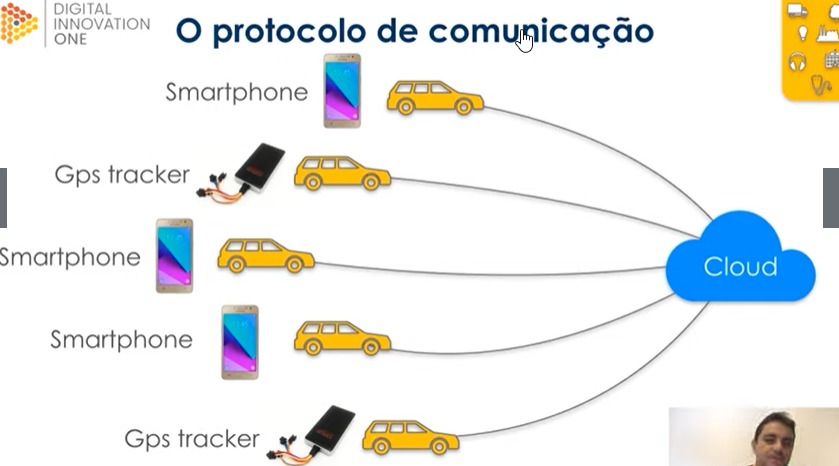 DIGITAL
INNOVATION
ONE
O protocolo de comunicação
Smartphone
Gps tracker
Smartphone
Smartphone
Gps tracker
Cloud